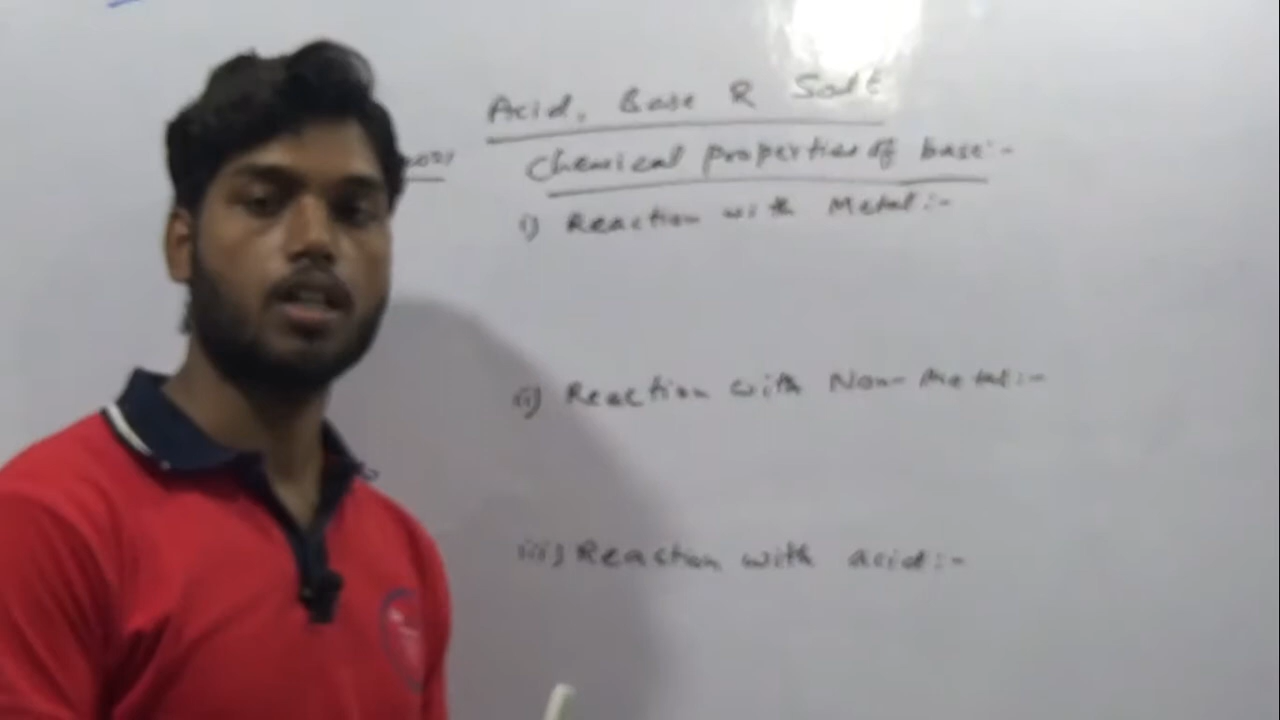 Acid, Base & Salt
Chemical properties of base:-
i) Reaction with Metal:-
ii) Reaction with Non-Metal:-
iii) Reaction with acid:-